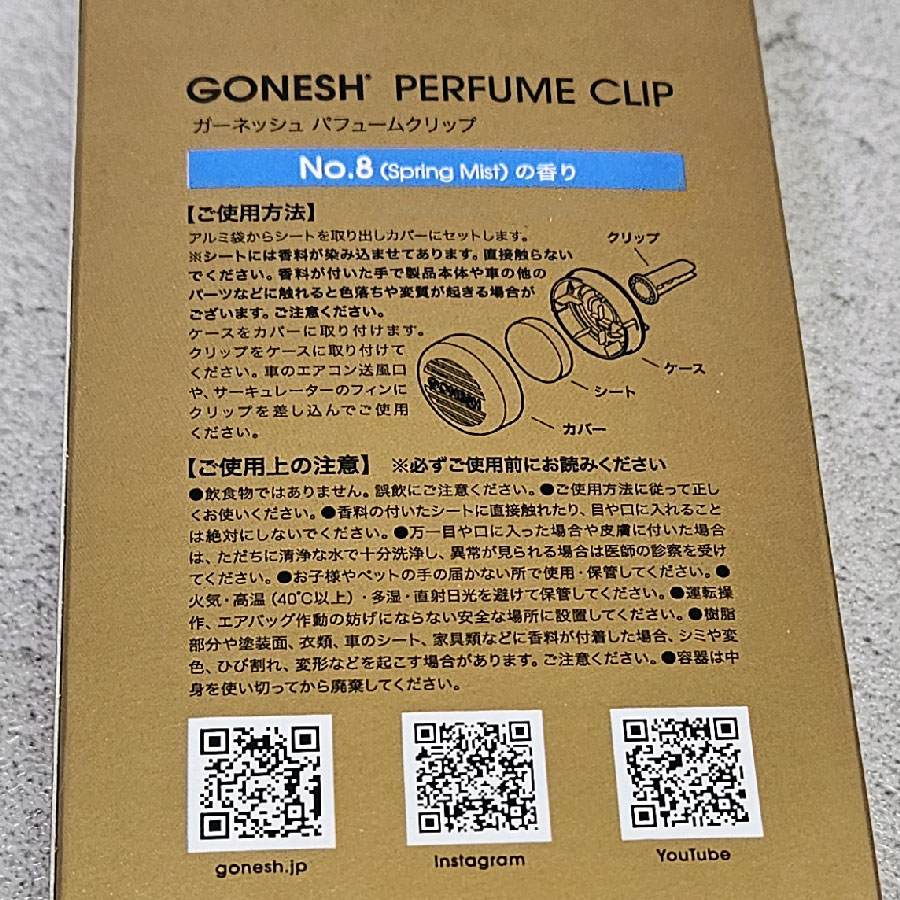 GONESH® PERFUME CLIP
ガーネッシュ パフュームクリップ
No.8 (Spring Mist) の香り
【ご使用方法】
アルミ袋からシートを取り出しカバーにセットします。
※シートには香料が染み込ませてあります。直接触らない
でください。香料が付いた手で製品本体や車の他の
パーツなどに触れると色落ちや変質が起きる場合が
ございます。ご注意ください。
ケースをカバーに取り付けます。
クリップをケースに取り付けて
ください。車のエアコン送風口
や、サーキュレーターのフィンに
クリップを差し込んでご使用
ください。
クリップ
ケース
シート
カバー
GONESH
【ご使用上の注意】 ※必ずご使用前にお読みください
●飲食物ではありません。誤飲にご注意ください。●ご使用方法に従って正し
くお使いください。●香料の付いたシートに直接触れたり、目や口に入れること
は絶対にしないでください。●万一目や口に入った場合や皮膚に付いた場合
は、ただちに清浄な水で十分洗浄し、異常が見られる場合は医師の診察を受け
てください。●お子様やペットの手の届かない所で使用・保管してください。●
火気・高温（40℃以上）・多湿・直射日光を避けて保管してください。●運転操
作、エアバッグ作動の妨げにならない安全な場所に設置してください。●樹脂
部分や塗装面、衣類、車のシート、家具類などに香料が付着した場合、シミや変
色、ひび割れ、変形などを起こす場合があります。ご注意ください。●容器は中
身を使い切ってから廃棄してください。
gonesh.jp
Instagram
YouTube